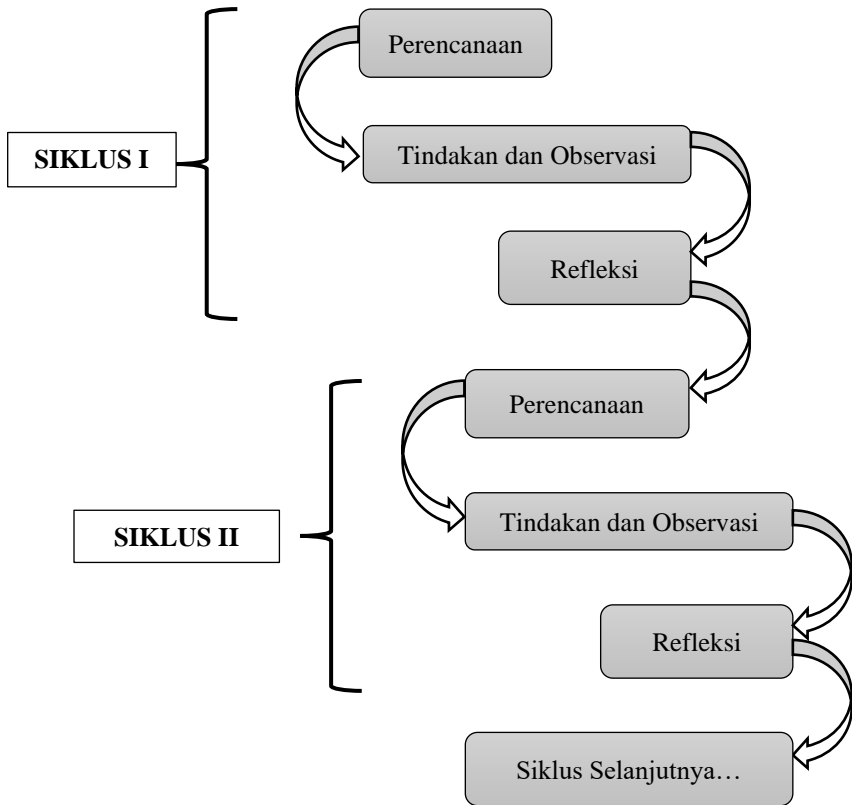 Perencanaan
SIKLUS I
Tindakan dan Observasi
Refleksi
Perencanaan
SIKLUS II
Tindakan dan Observasi
Refleksi
Siklus Selanjutnya…